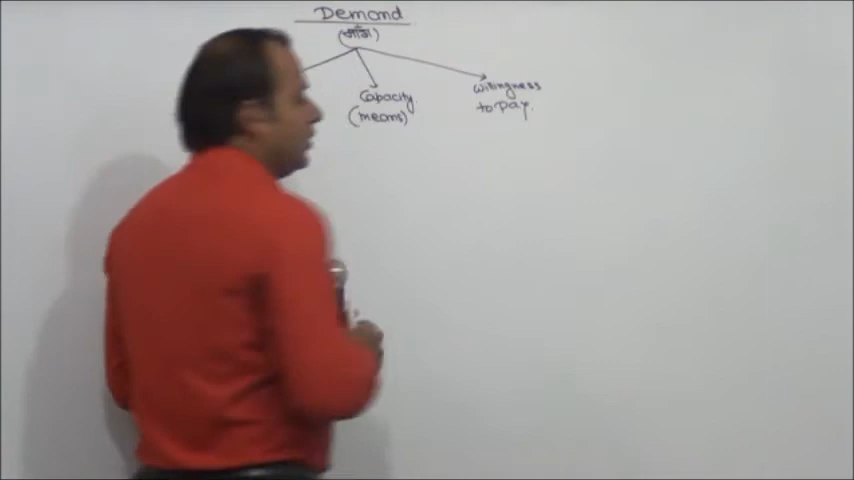 Demand
(माँग)
Capacity
(means)
Willingness
to pay.